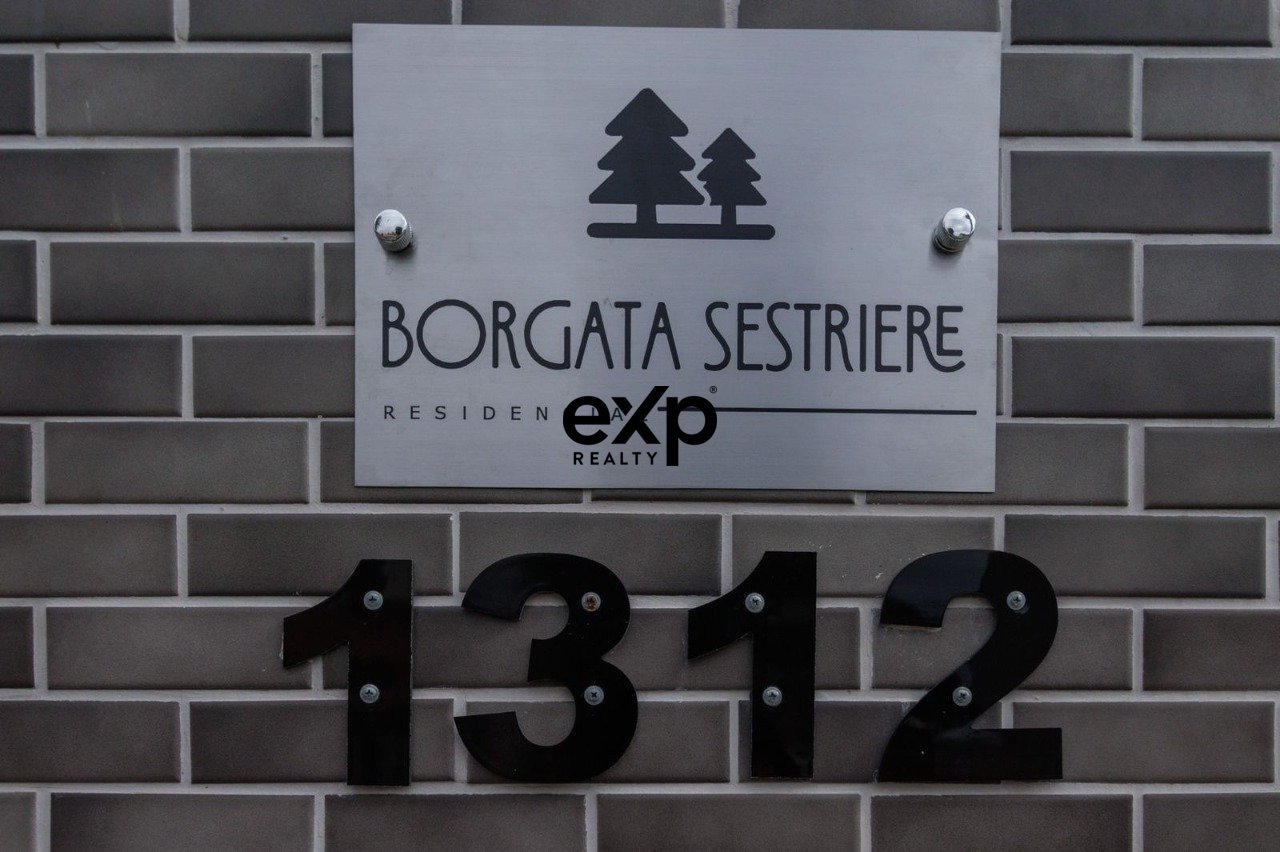 BORGATA SESTRIERE
eXp®
REALTY
1312